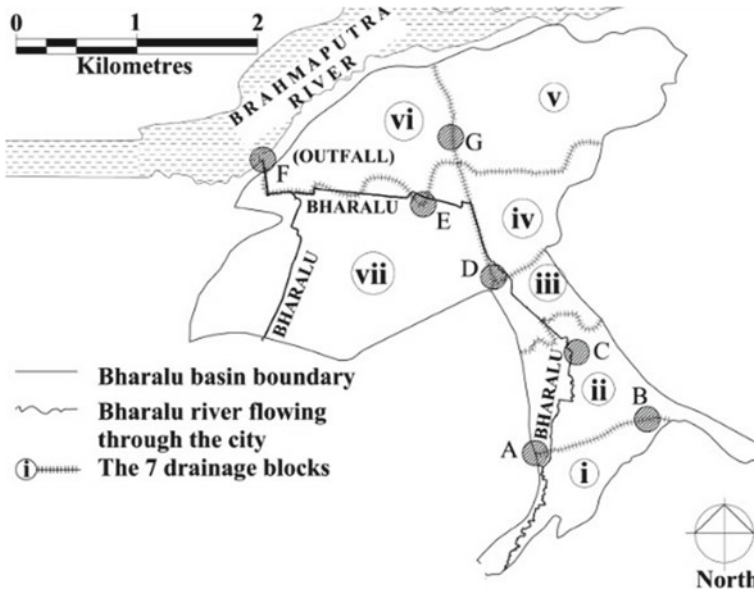 0 1 2
Kilometres
BRAHMAPUTRA
RIVER
v
vi
G
(OUTFALL)
F
BHARALU
E
iv
vii
D
iii
BHARALU
C
ii
BHARALU
B
A
i
Bharalu basin boundary
Bharalu river flowing
through the city
i The 7 drainage blocks
North